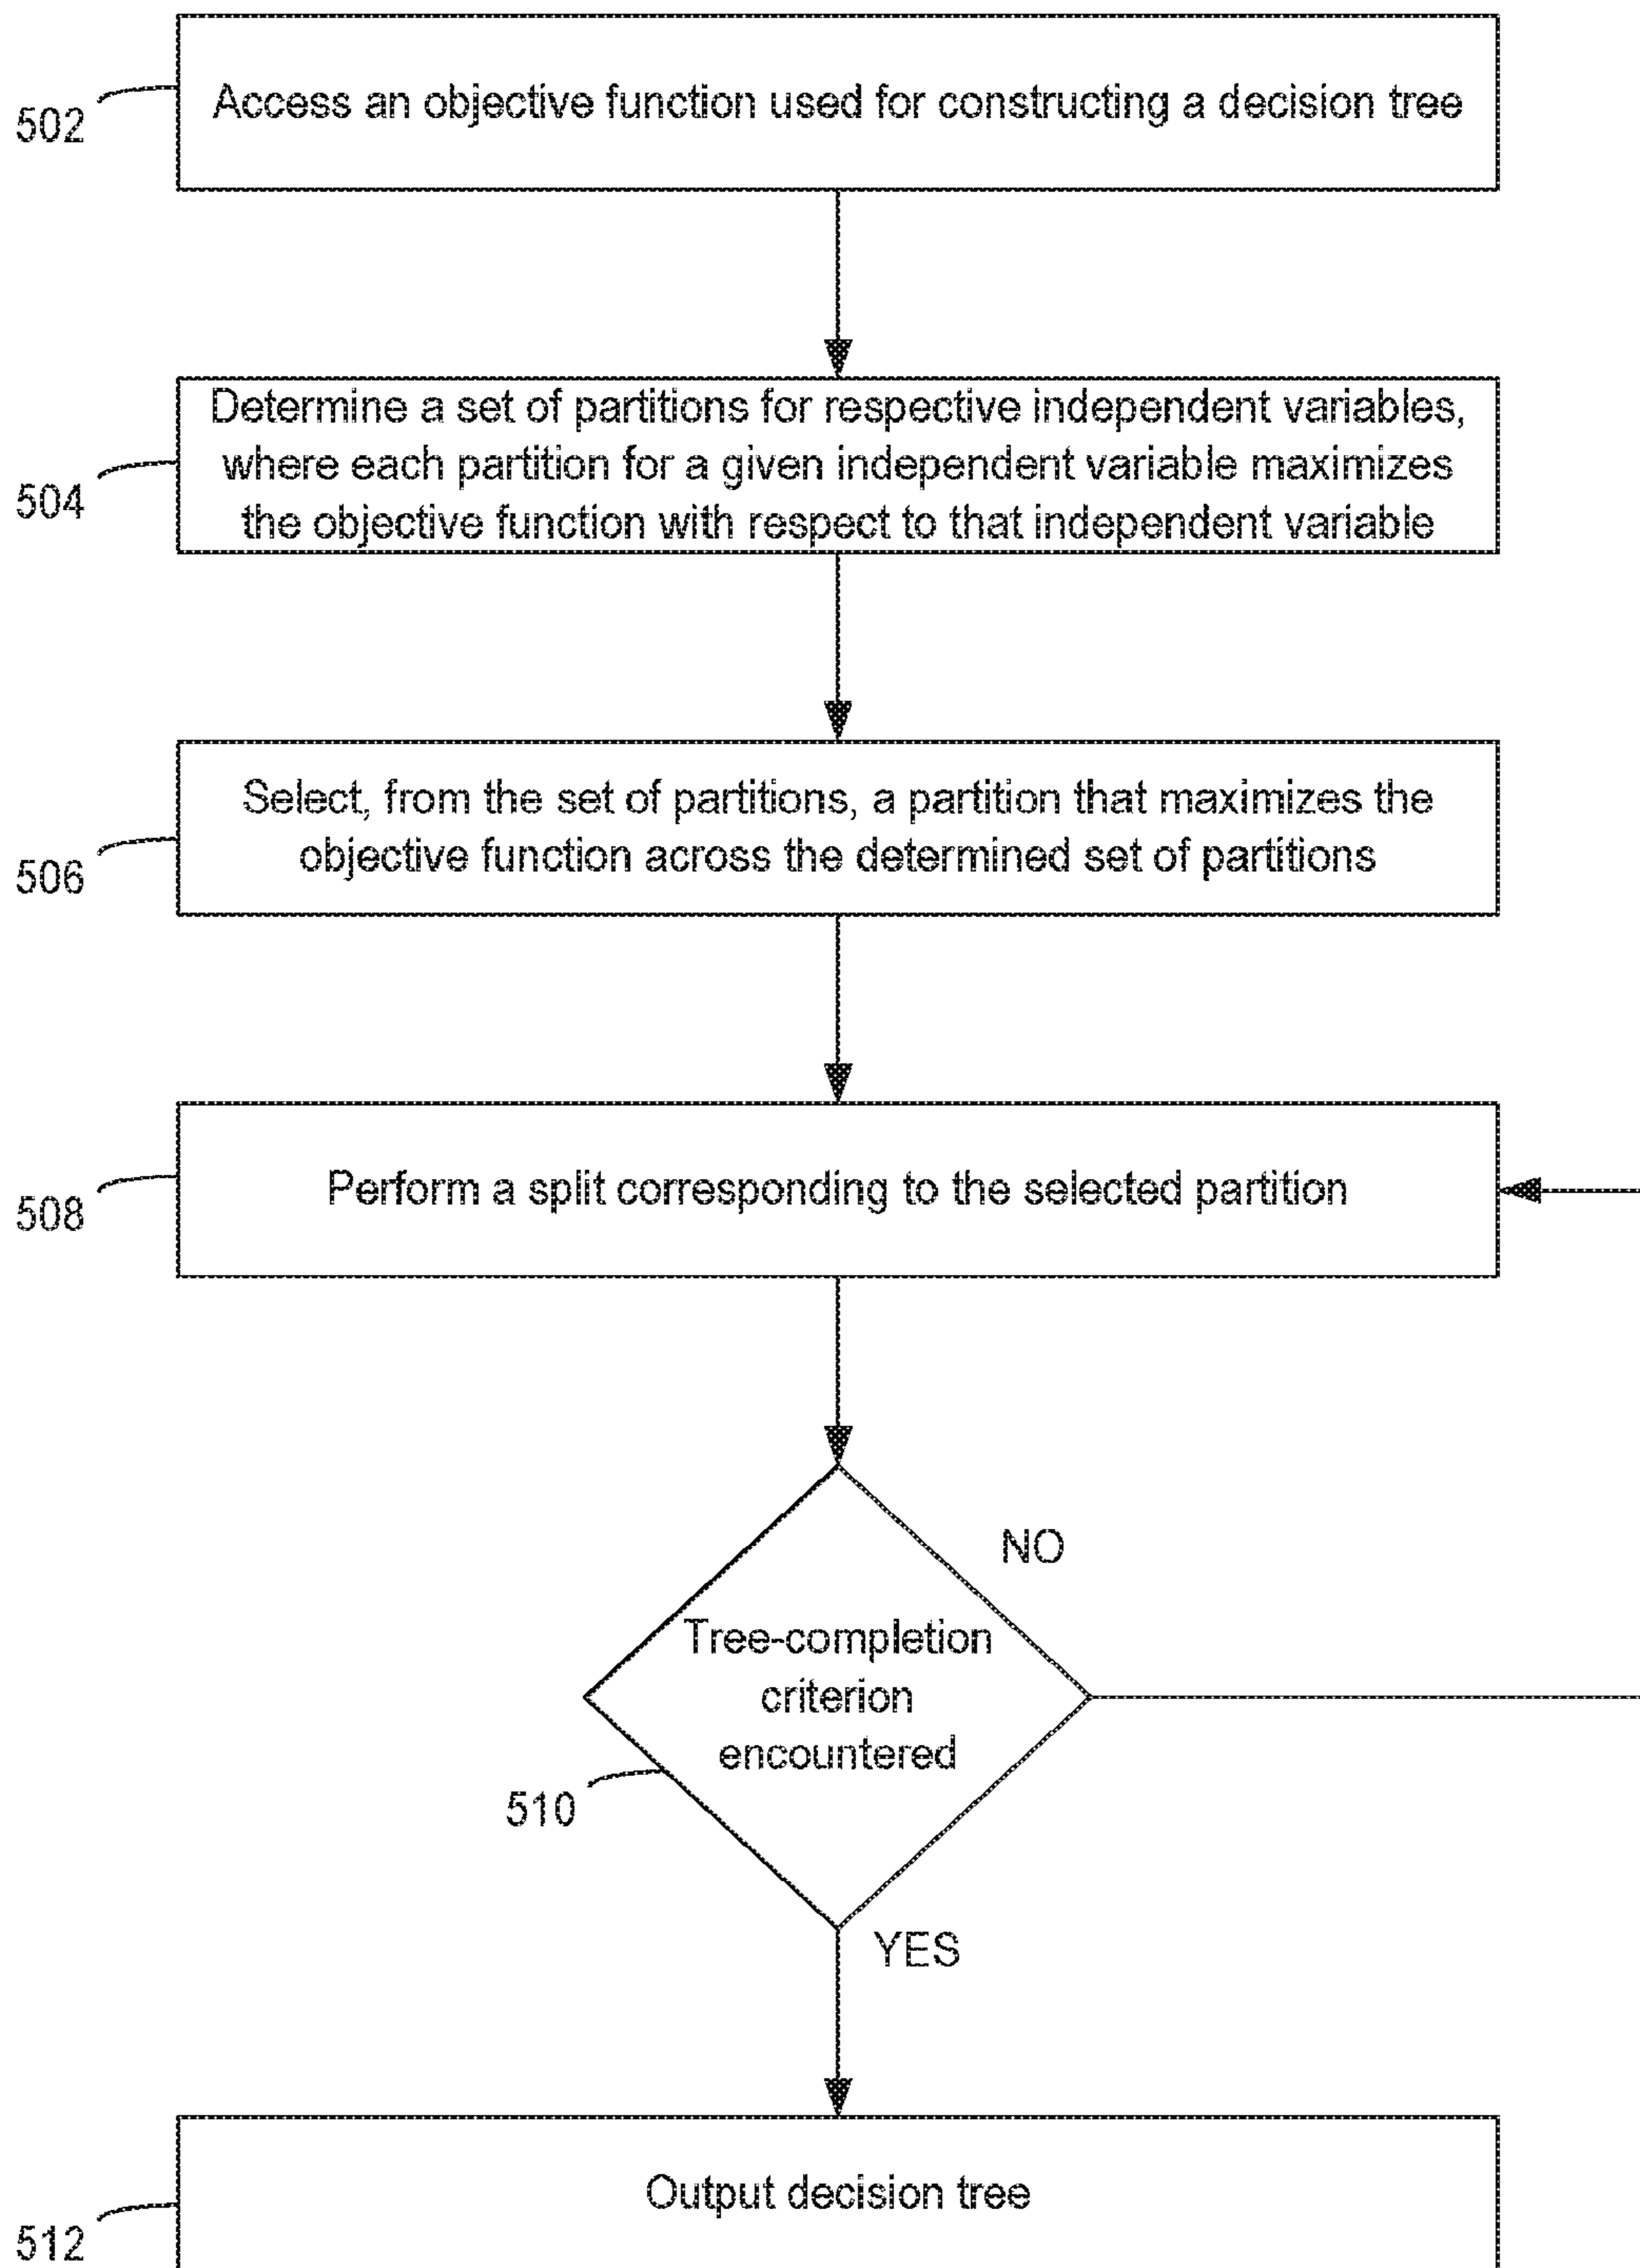 502
Access an objective function used for constructing a decision tree
504
Determine a set of partitions for respective independent variables,
where each partition for a given independent variable maximizes
the objective function with respect to that independent variable
506
Select, from the set of partitions, a partition that maximizes the
objective function across the determined set of partitions
508
Perform a split corresponding to the selected partition
NO
Tree-completion
criterion
encountered
510
YES
Output decision tree
512